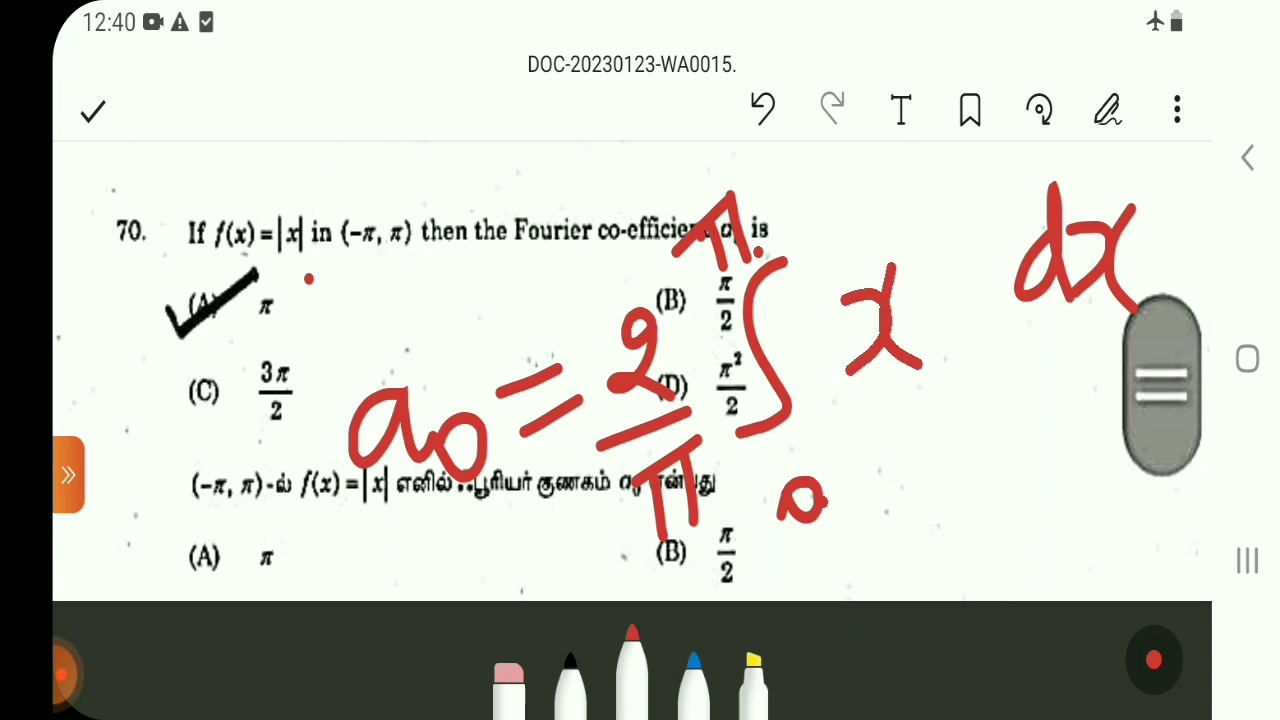 12:40
DOC-20230123-WA0015.
T
70. If f(x) = |x| in (-π, π) then the Fourier co-efficient a is
(A) π (B) π/2
(C) 3π/2 (D) π²/2
a₀ = 2/π ∫₀^π x dx
(-π, π)-ல் f(x) = |x| எனில் ஃபூரியர் குணகம்
(A) π (B) π/2